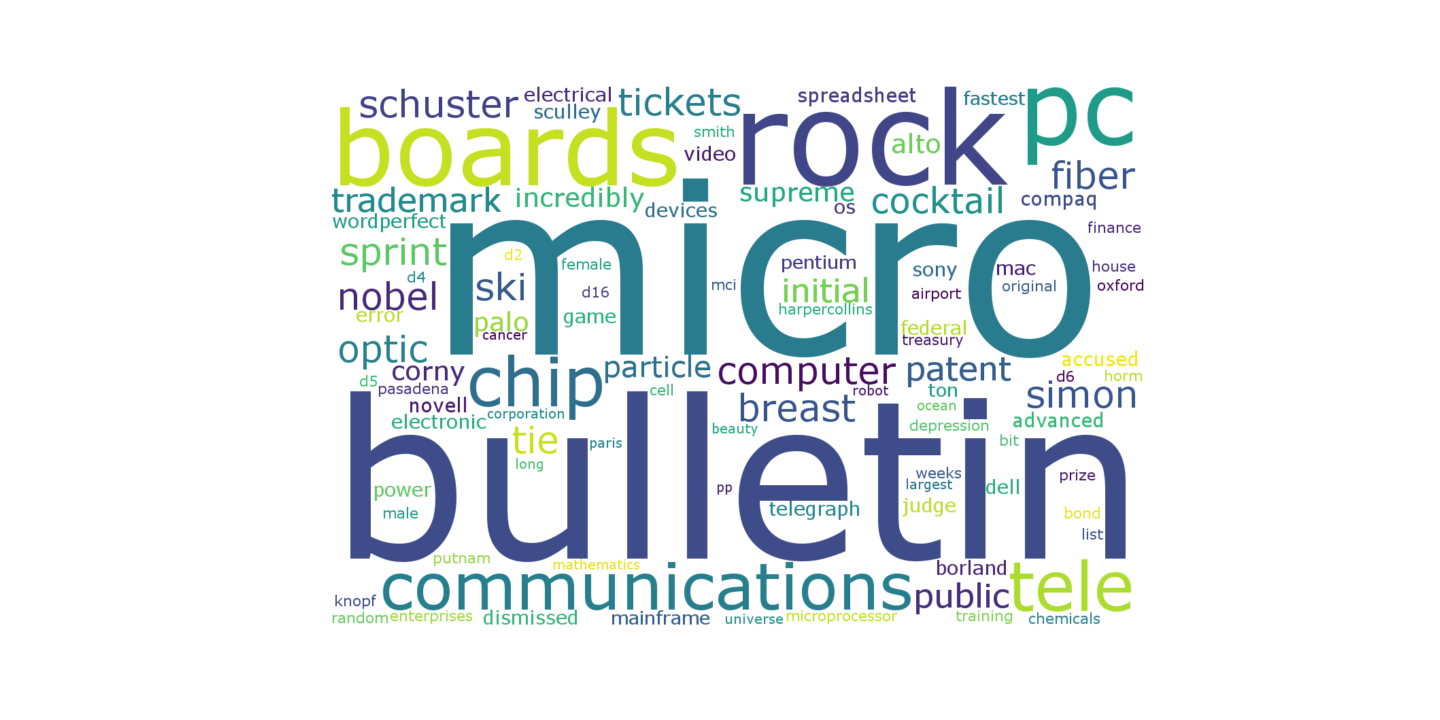 schuster electrical tickets spreadsheet fastest pc
sculley
boards smith rock
video alto
fiber
trademark incredibly supreme cocktail compaq
wordperfect devices os
finance
sprint d2 micro
female pentium sony mac house
d4
nobel ski d16 mci initial airport original oxford
error palo game harpercollins federal
cancer treasury
optic particle computer patent accused
corny chip d6 horm
d5 pasadena cell robot simon
novell corporation breast ton ocean
electronic depression advanced
tie paris beauty bit
long
bulletin
power pp weeks prize
largest dell
male telegraph judge bond
list
putnam mathematics
communications borland tele
knopf public
random enterprises dismissed mainframe universe microprocessor training chemicals